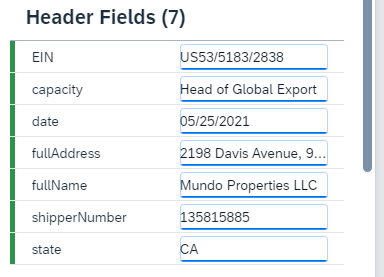 Header Fields (7)
EIN US53/5183/2838
capacity Head of Global Export
date 05/25/2021
fullAddress 2198 Davis Avenue, 9...
fullName Mundo Properties LLC
shipperNumber 135815885
state CA